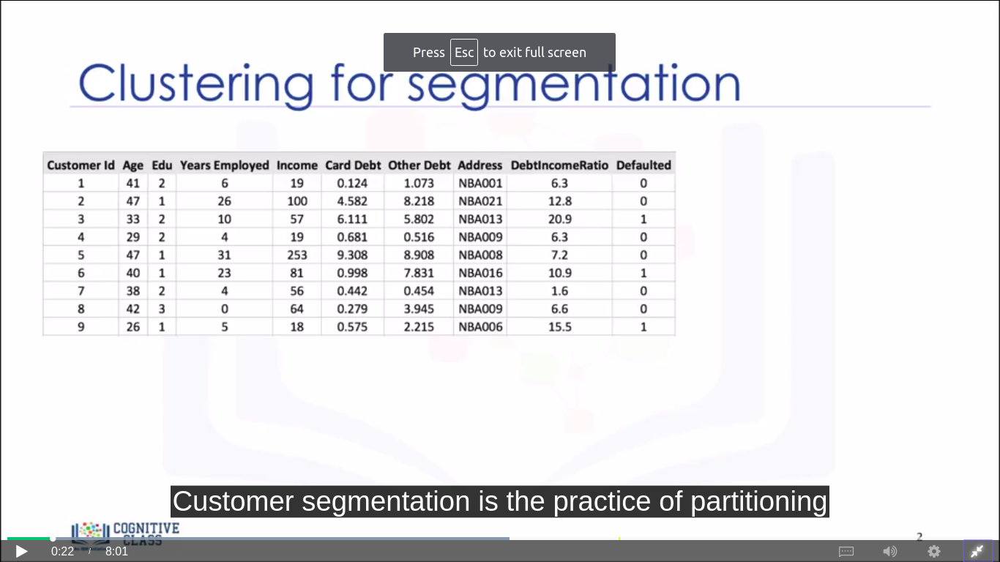 Press Esc to exit full screen
Clustering for segmentation
Customer Id Age Edu Years Employed Income Card Debt Other Debt Address DebtIncomeRatio Defaulted
1 41 2 6 19 0.124 1.073 NBA001 6.3 0
2 47 1 26 100 4.582 8.218 NBA021 12.8 0
3 33 2 10 57 6.111 5.802 NBA013 20.9 1
4 29 2 4 19 0.681 0.516 NBA009 6.3 0
5 47 1 31 253 9.308 8.908 NBA008 7.2 0
6 40 1 23 81 0.998 7.831 NBA016 10.9 1
7 38 2 4 56 0.442 0.454 NBA013 1.6 0
8 42 3 0 64 0.279 3.945 NBA009 6.6 0
9 26 1 5 18 0.575 2.215 NBA006 15.5 1
Customer segmentation is the practice of partitioning
COGNITIVE
CLASS
2
0:22 / 8:01